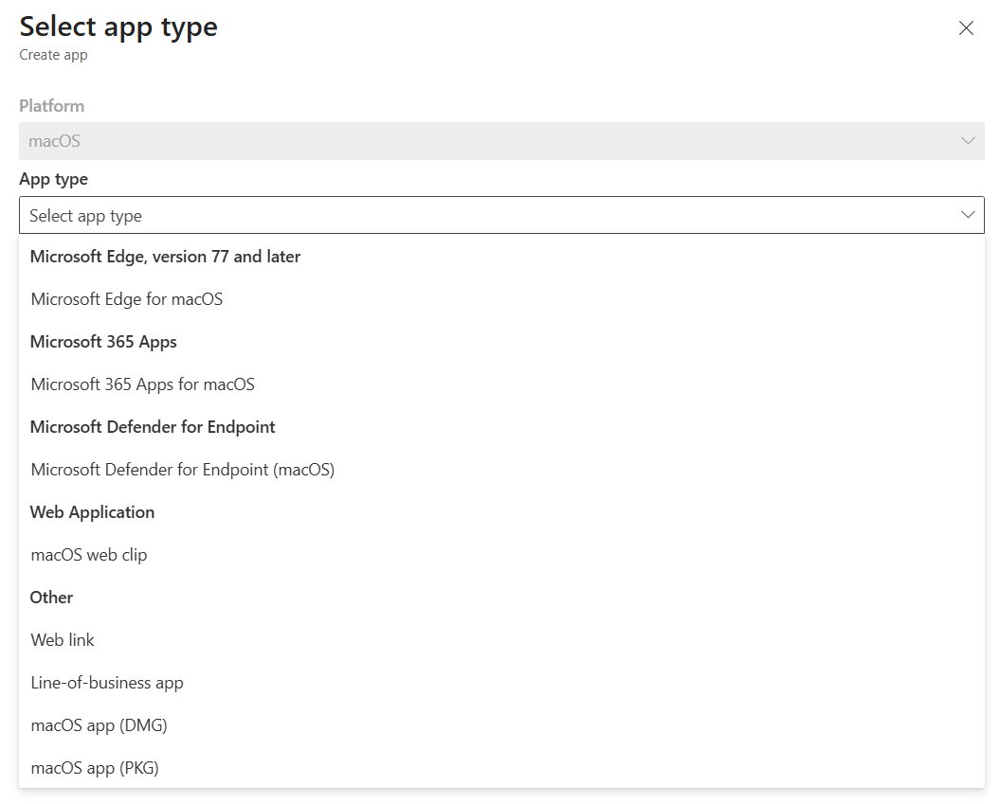 Select app type
Create app
Platform
macOS
App type
Select app type
Microsoft Edge, version 77 and later
Microsoft Edge for macOS
Microsoft 365 Apps
Microsoft 365 Apps for macOS
Microsoft Defender for Endpoint
Microsoft Defender for Endpoint (macOS)
Web Application
macOS web clip
Other
Web link
Line-of-business app
macOS app (DMG)
macOS app (PKG)